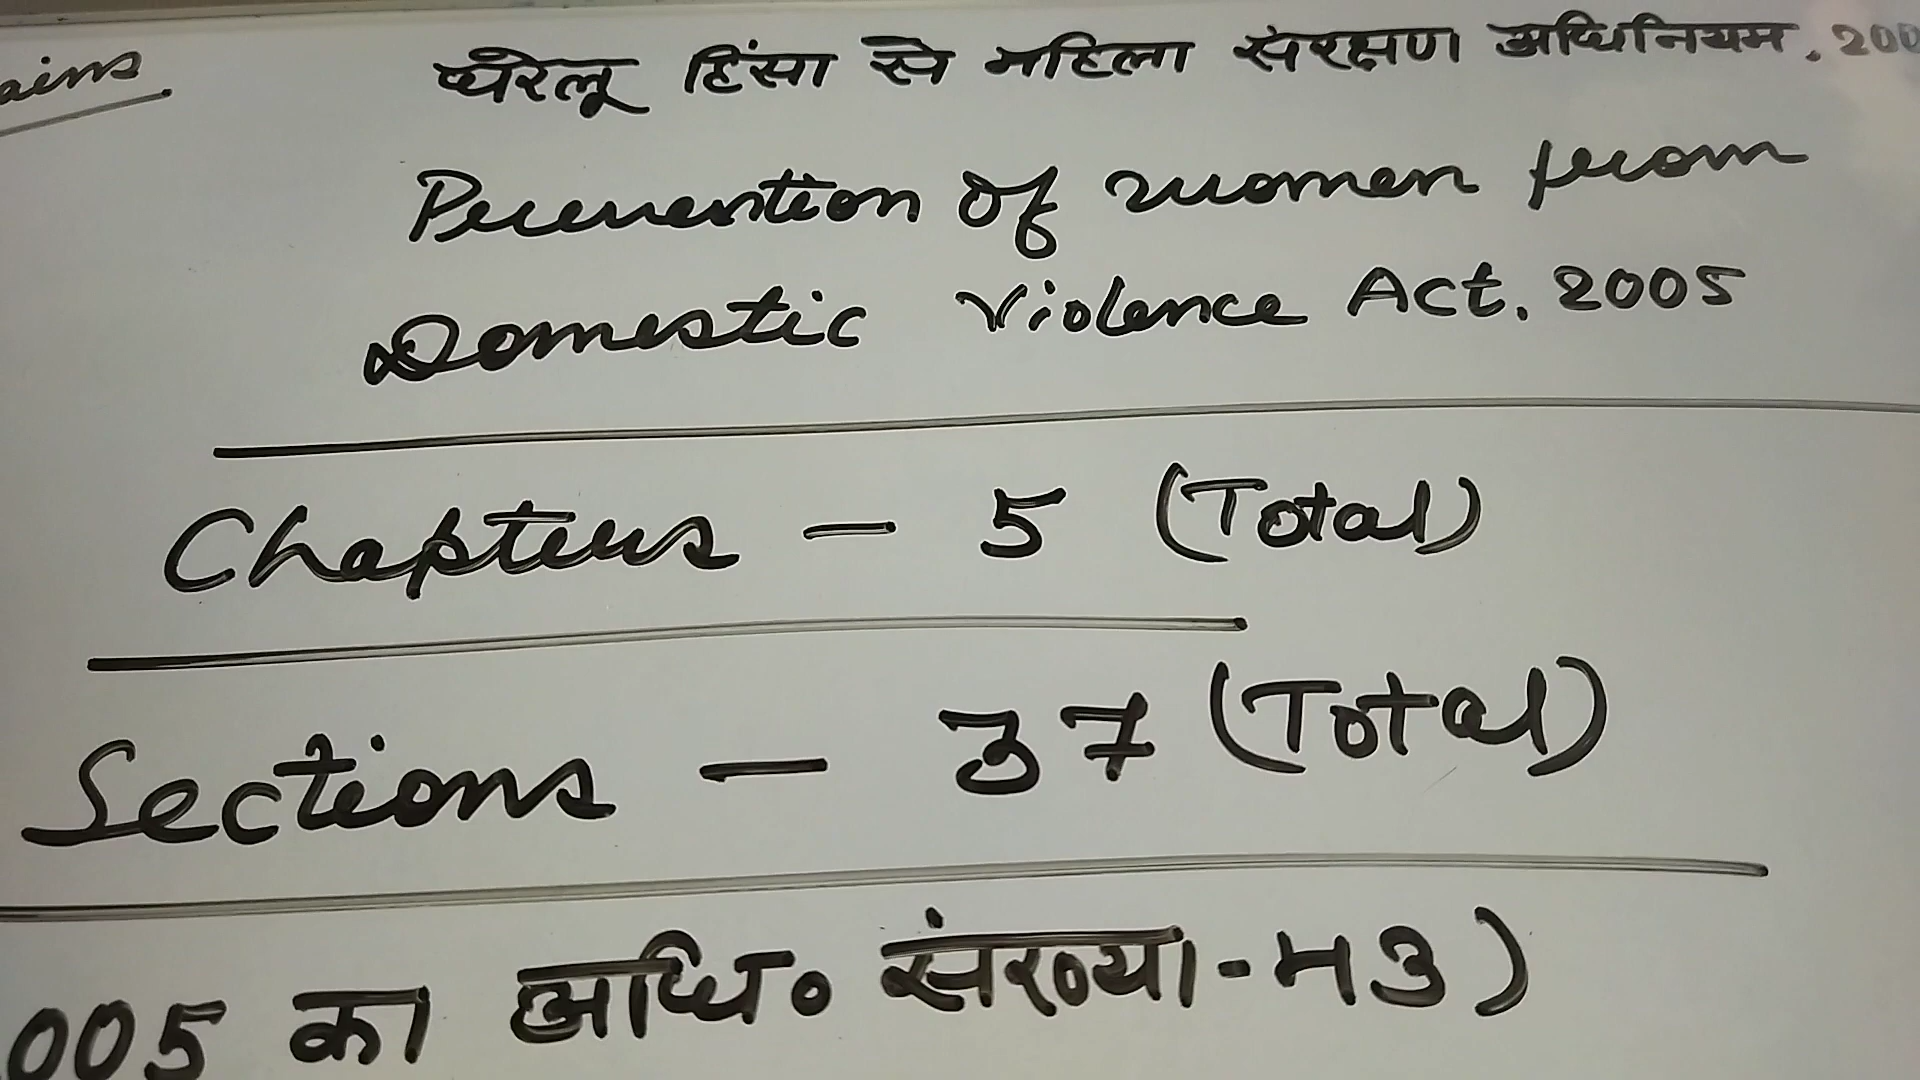 घरेलू हिंसा से महिला संरक्षण अधिनियम, 200
Prevention of women from
Domestic Violence Act, 2005
Chapters - 5 (Total)
Sections - 37 (Total)
005 का अधि० संख्या-43)